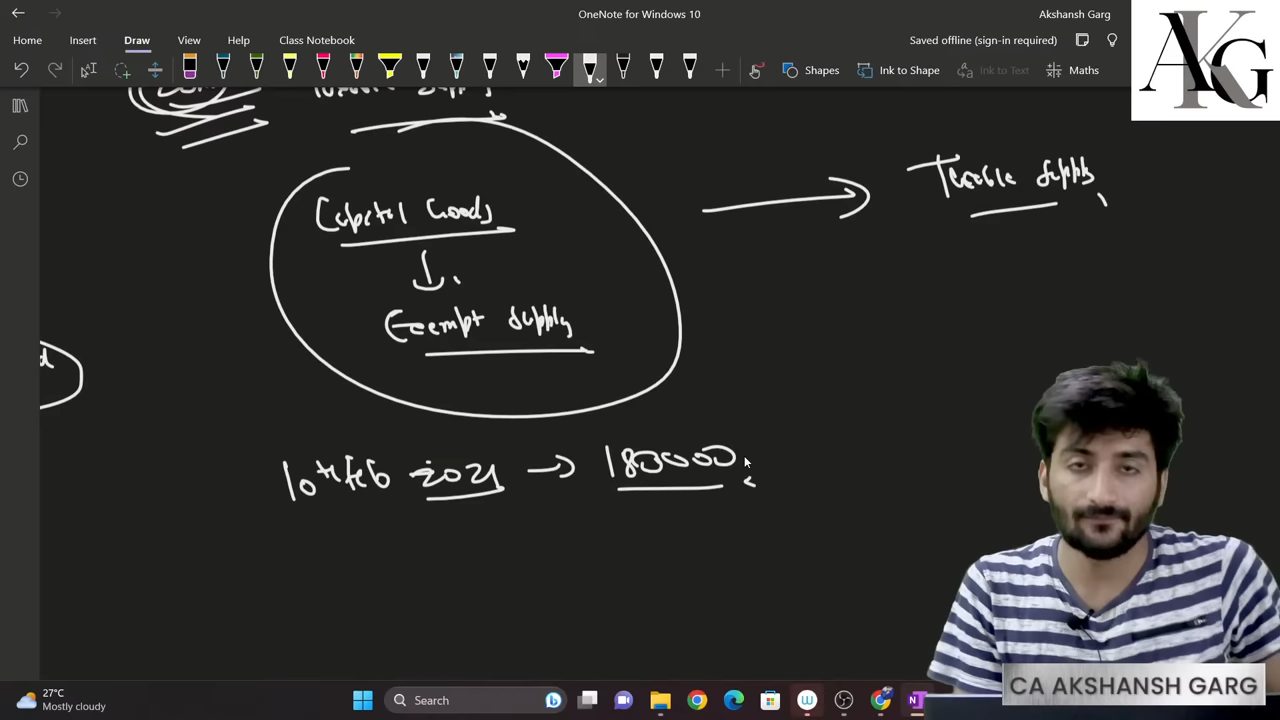 OneNote for Windows 10
Akshansh Garg
Home Insert Draw View Help Class Notebook
Saved offline (sign-in required)
Shapes Ink to Shape Ink to Text Maths
AKG
Taxable Supply
Capital Goods
Exempt Supply
10th feb 2021 → 180000
CA AKSHANSH GARG
27°C
Mostly cloudy
Search